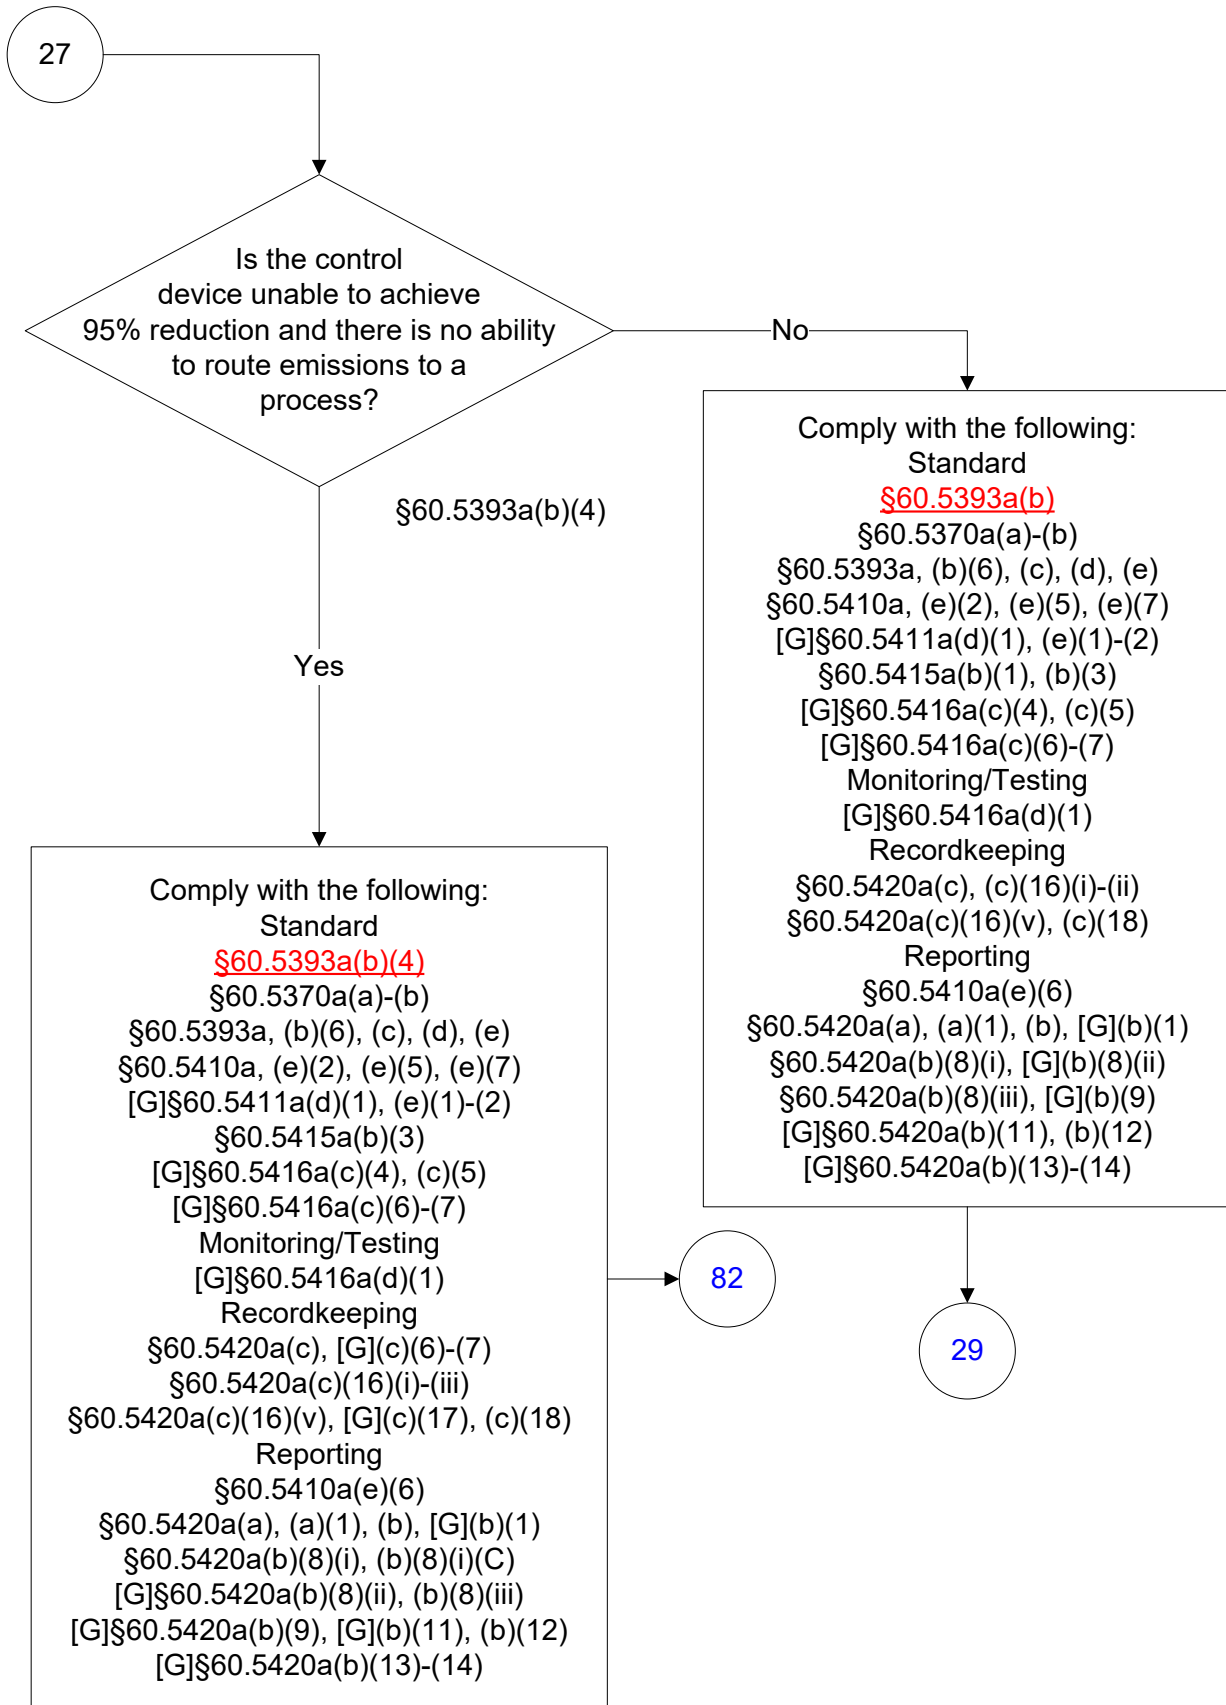 27
Is the control
device unable to achieve
95% reduction and there is no ability
to route emissions to a
process?
No
§60.5393a(b)(4)
Yes
Comply with the following:
Standard
§60.5393a(b)
§60.5370a(a)-(b)
§60.5393a, (b)(6), (c), (d), (e)
§60.5410a, (e)(2), (e)(5), (e)(7)
[G]§60.5411a(d)(1), (e)(1)-(2)
§60.5415a(b)(1), (b)(3)
[G]§60.5416a(c)(4), (c)(5)
[G]§60.5416a(c)(6)-(7)
Monitoring/Testing
[G]§60.5416a(d)(1)
Recordkeeping
§60.5420a(c), (c)(16)(i)-(ii)
§60.5420a(c)(16)(v), (c)(18)
Reporting
§60.5410a(e)(6)
§60.5420a(a), (a)(1), (b), [G](b)(1)
§60.5420a(b)(8)(i), [G](b)(8)(ii)
§60.5420a(b)(8)(iii), [G](b)(9)
[G]§60.5420a(b)(11), (b)(12)
[G]§60.5420a(b)(13)-(14)
29
Comply with the following:
Standard
§60.5393a(b)(4)
§60.5370a(a)-(b)
§60.5393a, (b)(6), (c), (d), (e)
§60.5410a, (e)(2), (e)(5), (e)(7)
[G]§60.5411a(d)(1), (e)(1)-(2)
§60.5415a(b)(3)
[G]§60.5416a(c)(4), (c)(5)
[G]§60.5416a(c)(6)-(7)
Monitoring/Testing
[G]§60.5416a(d)(1)
Recordkeeping
§60.5420a(c), [G](c)(6)-(7)
§60.5420a(c)(16)(i)-(iii)
§60.5420a(c)(16)(v), [G](c)(17), (c)(18)
Reporting
§60.5410a(e)(6)
§60.5420a(a), (a)(1), (b), [G](b)(1)
§60.5420a(b)(8)(i), (b)(8)(i)(C)
[G]§60.5420a(b)(8)(ii), (b)(8)(iii)
[G]§60.5420a(b)(9), [G](b)(11), (b)(12)
[G]§60.5420a(b)(13)-(14)
82